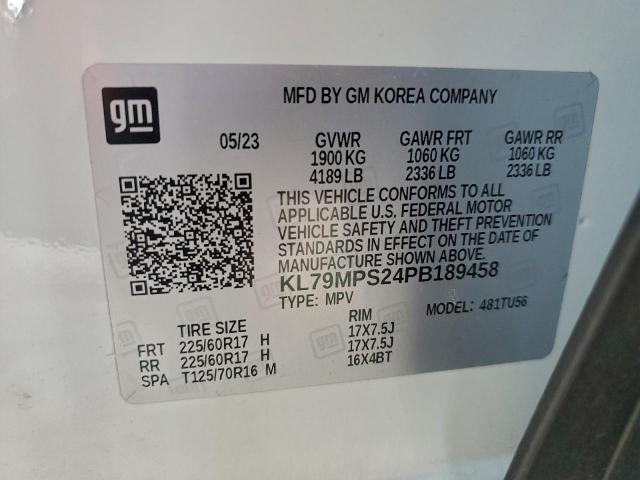 gm
MFD BY GM KOREA COMPANY
05/23 GVWR GAWR FRT GAWR RR
1900 KG 1060 KG 1060 KG
4189 LB 2336 LB 2336 LB
THIS VEHICLE CONFORMS TO ALL
APPLICABLE U.S. FEDERAL MOTOR
VEHICLE SAFETY AND THEFT PREVENTION
STANDARDS IN EFFECT ON THE DATE OF
MANUFACTURE SHOWN ABOVE.
KL79MPS24PB189458
TYPE: MPV MODEL: 481TU56
TIRE SIZE RIM
FRT 225/60R17 H 17X7.5J
RR 225/60R17 H 17X7.5J
SPA T125/70R16 M 16X4BT